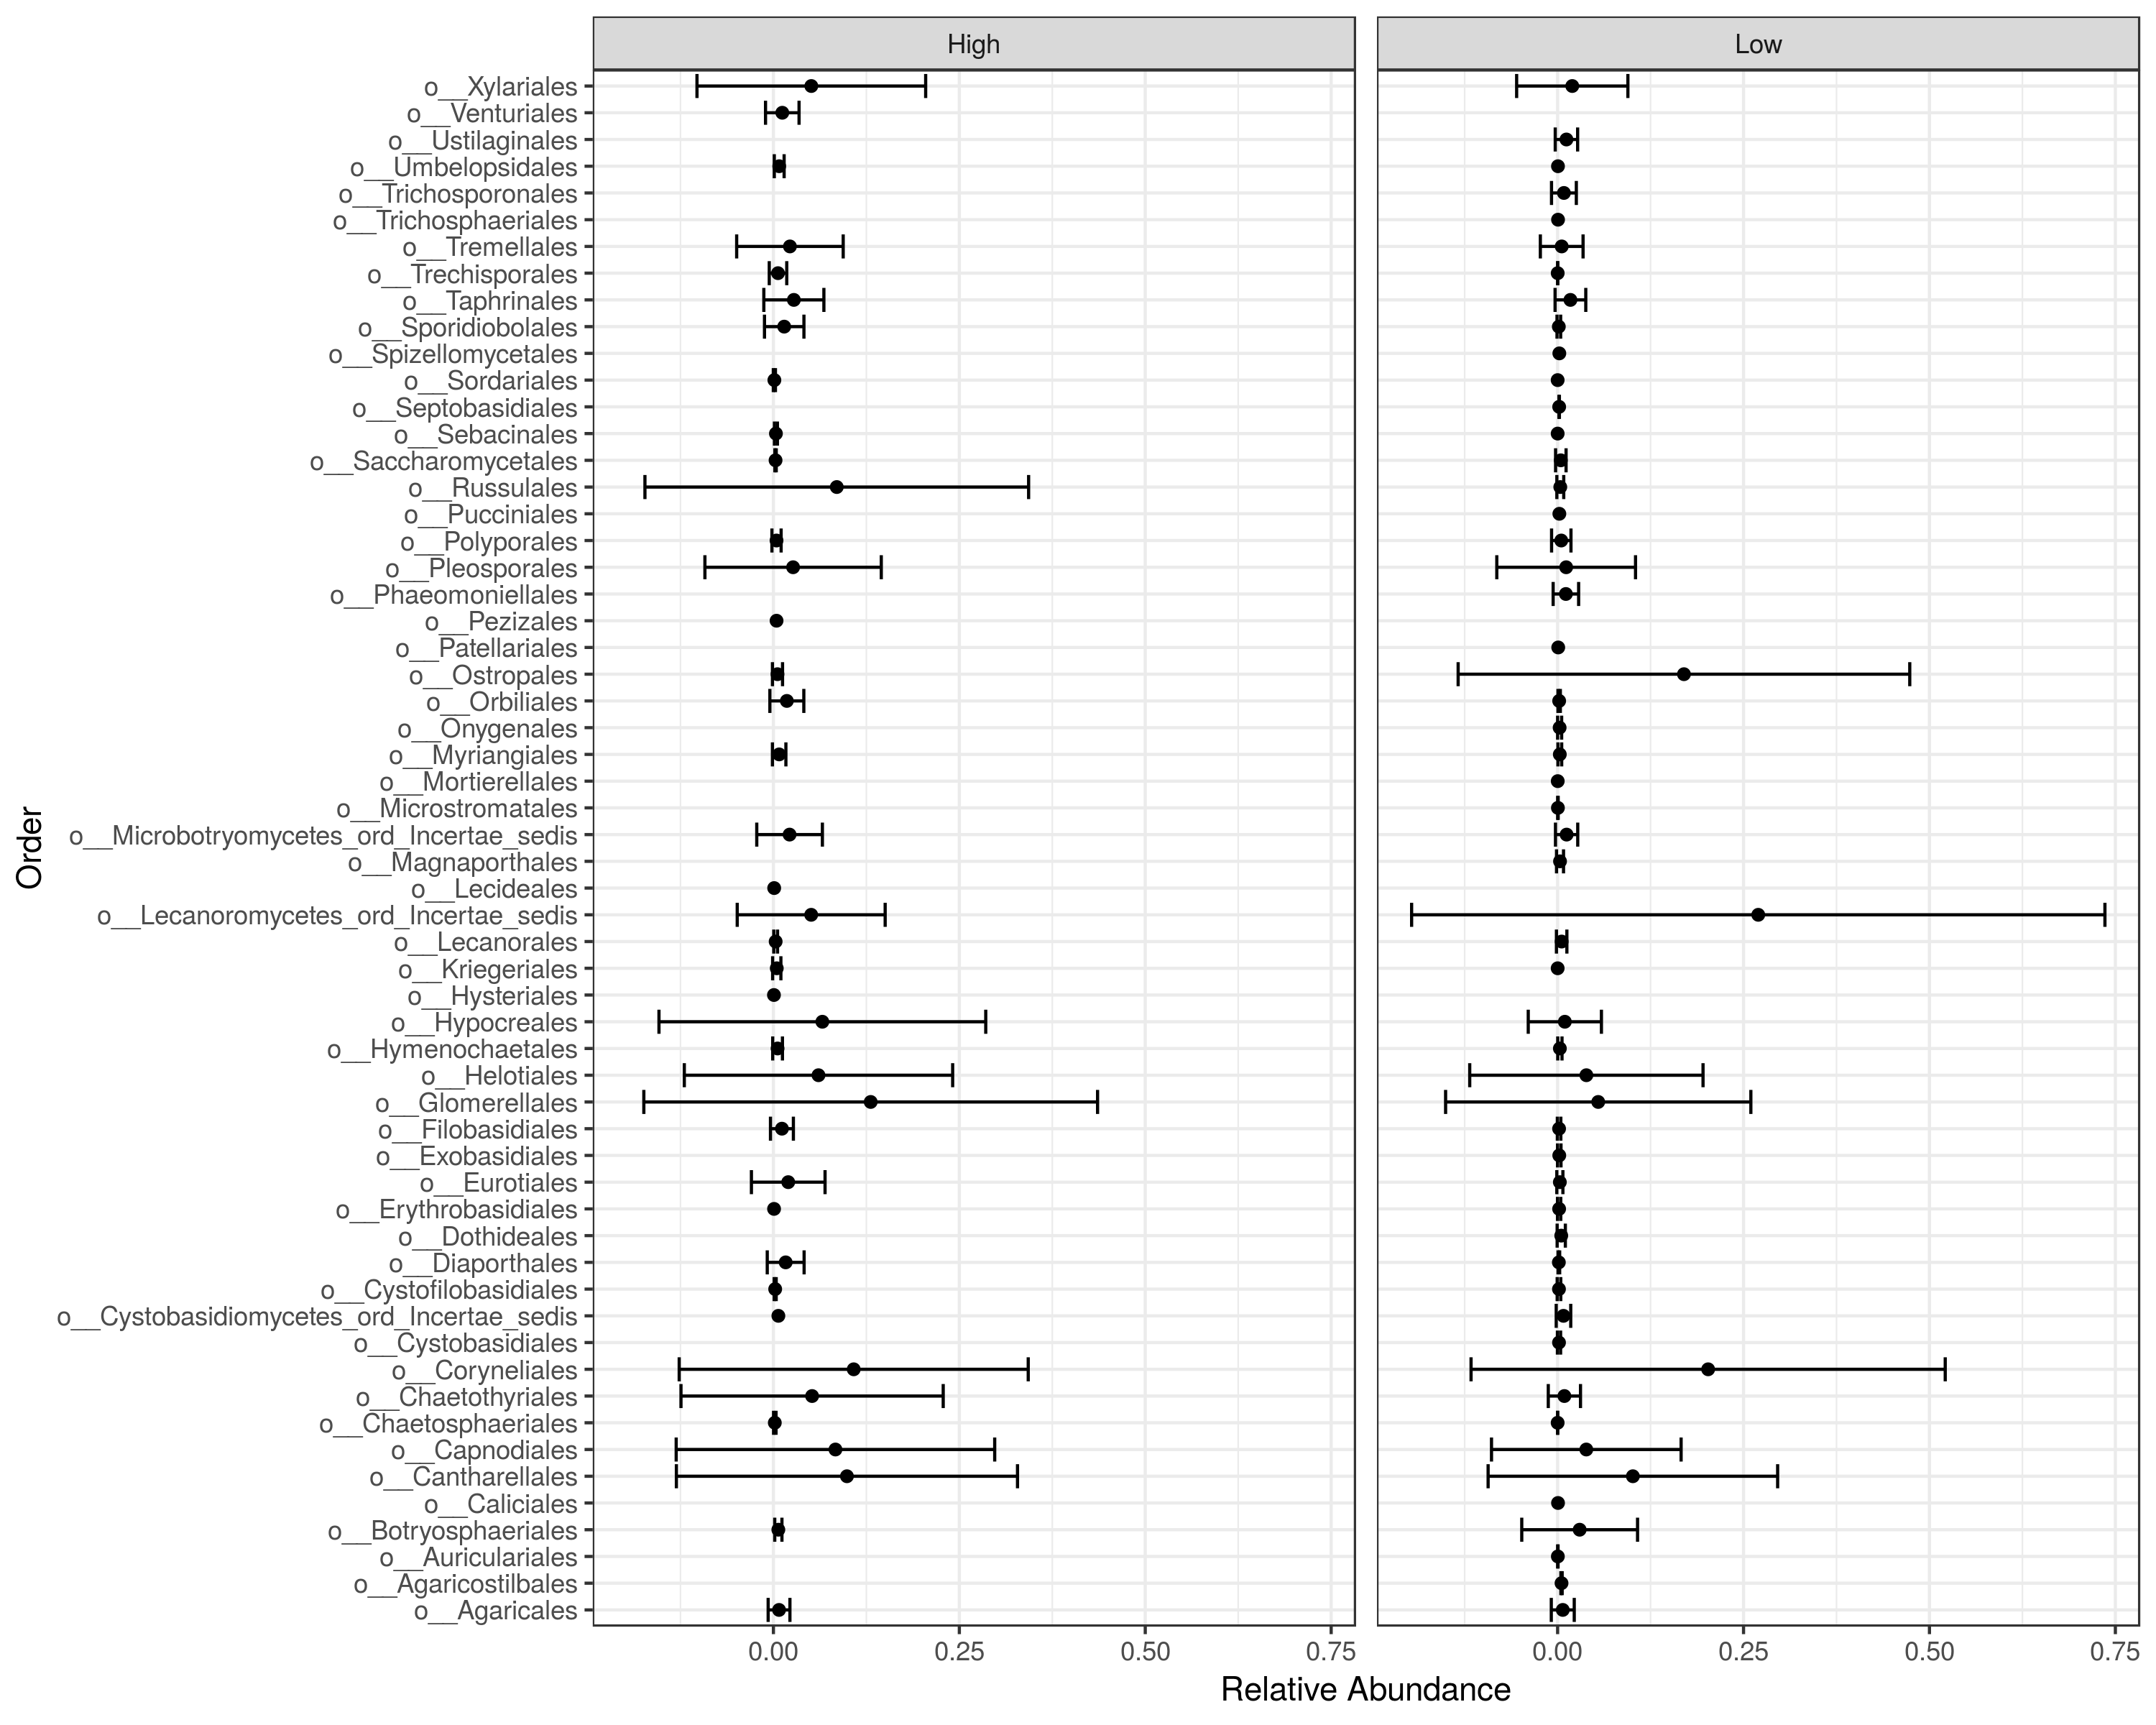 High
Low
o__Xylariales
o__Venturiales
o__Ustilaginales
o__Umbelopsidales
o__Trichosporonales
o__Trichosphaeriales
o__Tremellales
o__Trechisporales
o__Taphrinales
o__Sporidiobolales
o__Spizellomycetales
o__Sordariales
o__Septobasidiales
o__Sebacinales
o__Saccharomycetales
o__Russulales
o__Pucciniales
o__Polyporales
o__Pleosporales
o__Phaeomoniellales
o__Pezizales
o__Patellariales
o__Ostropales
o__Orbiliales
o__Onygenales
o__Myriangiales
o__Mortierellales
o__Microstromatales
o__Microbotryomycetes_ord_Incertae_sedis
o__Magnaporthales
o__Lecideales
o__Lecanoromycetes_ord_Incertae_sedis
o__Lecanorales
o__Kriegeriales
o__Hysteriales
o__Hypocreales
o__Hymenochaetales
o__Helotiales
o__Glomerellales
o__Filobasidiales
o__Exobasidiales
o__Eurotiales
o__Erythrobasidiales
o__Dothideales
o__Diaporthales
o__Cystofilobasidiales
o__Cystobasidiomycetes_ord_Incertae_sedis
o__Cystobasidiales
o__Coryneliales
o__Chaetothyriales
o__Chaetosphaeriales
o__Capnodiales
o__Cantharellales
o__Caliciales
o__Botryosphaeriales
o__Auriculariales
o__Agaricostilbales
o__Agaricales
Order
0.00 0.25 0.50 0.75 0.00 0.25 0.50 0.75
Relative Abundance